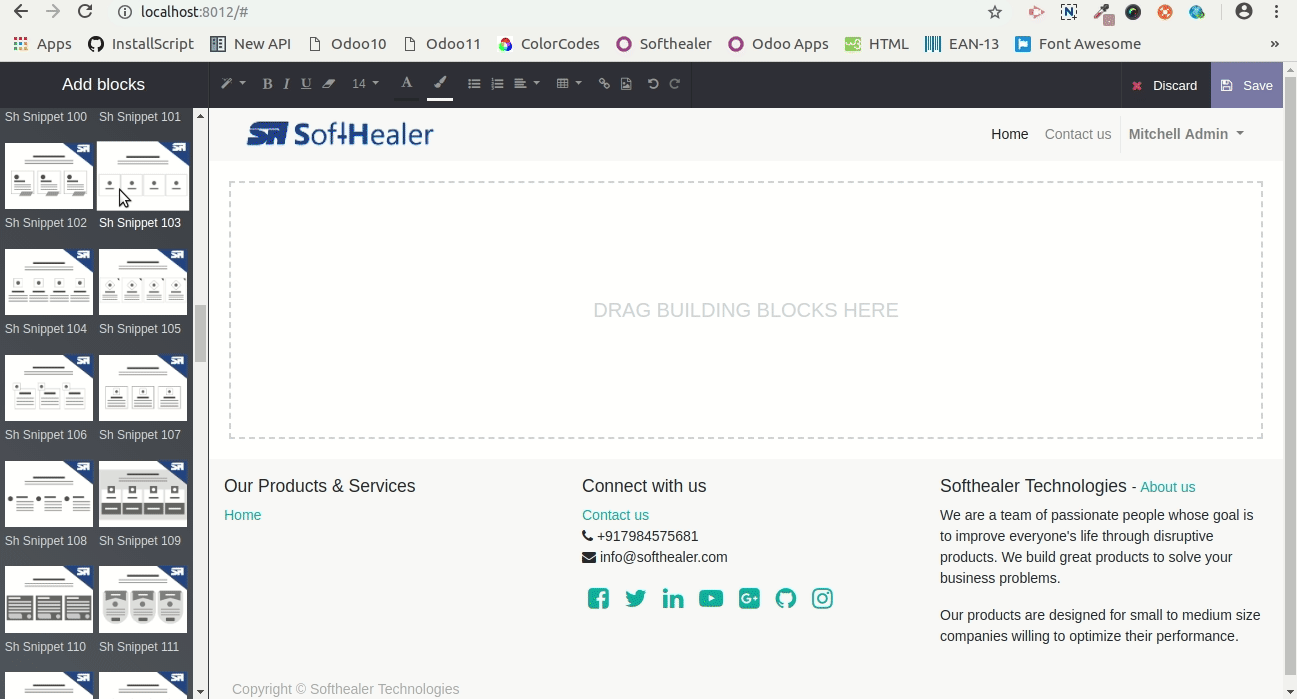 localhost:8012/#
Apps InstallScript New API Odoo10 Odoo11 ColorCodes Softhealer Odoo Apps HTML EAN-13 Font Awesome »
Add blocks
B I U 14 A
Discard Save
Sh Snippet 100 Sh Snippet 101
Sh Snippet 102 Sh Snippet 103
Sh Snippet 104 Sh Snippet 105
Sh Snippet 106 Sh Snippet 107
Sh Snippet 108 Sh Snippet 109
Sh Snippet 110 Sh Snippet 111
SoftHealer
Home Contact us Mitchell Admin
DRAG BUILDING BLOCKS HERE
Our Products & Services
Home
Connect with us
Contact us
+917984575681
info@softhealer.com
Softhealer Technologies - About us
We are a team of passionate people whose goal is
to improve everyone's life through disruptive
products. We build great products to solve your
business problems.
Our products are designed for small to medium size
companies willing to optimize their performance.
Copyright © Softhealer Technologies